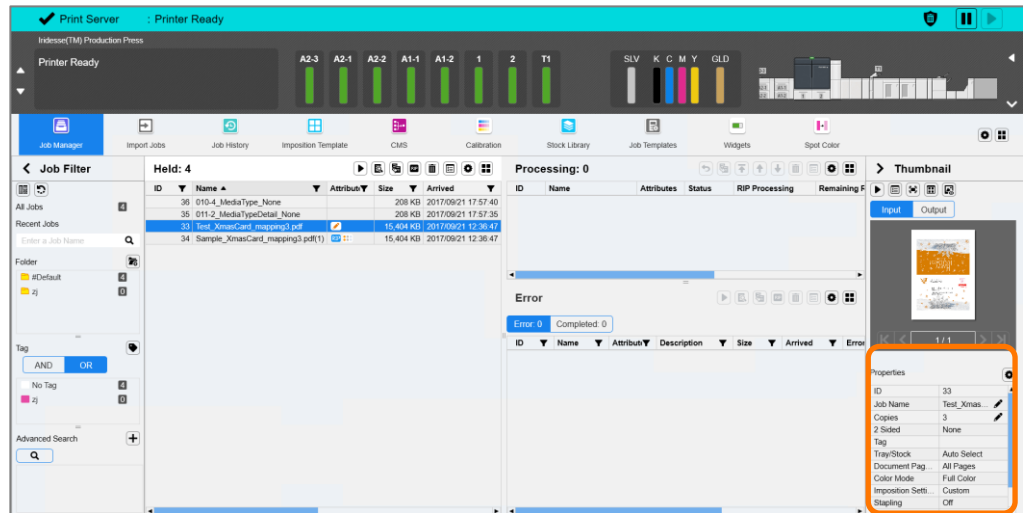 Print Server : Printer Ready
Iridesse(TM) Production Press
Printer Ready
A2-3 A2-1 A2-2 A1-1 A1-2 1 2 T1 SLV K C M Y GLD
Job Manager Import Jobs Job History Imposition Template CMS Calibration Stock Library Job Templates Widgets Spot Color
Job Filter
All Jobs 4
Recent Jobs
Enter a Job Name
Folder
#Default 4
zj 0
Tag
AND OR
No Tag 4
zj 0
Advanced Search
Held: 4
ID Name Attribut Size Arrived
36 010-4_MediaType_None 208 KB 2017/09/21 17:57:40
35 011-2_MediaTypeDetail_None 208 KB 2017/09/21 17:57:35
33 Test_XmasCard_mapping3.pdf 15,404 KB 2017/09/21 12:36:47
34 Sample_XmasCard_mapping3.pdf(1) 15,404 KB 2017/09/21 12:36:47
Processing: 0
ID Name Attributes Status RIP Processing Remaining F
Error
Error: 0 Completed: 0
ID Name Attribut Description Size Arrived Error
Thumbnail
Input Output
1/1
Properties
ID 33
Job Name Test_Xmas...
Copies 3
2 Sided None
Tag
Tray/Stock Auto Select
Document Pag... All Pages
Color Mode Full Color
Imposition Setti... Custom
Stapling Off